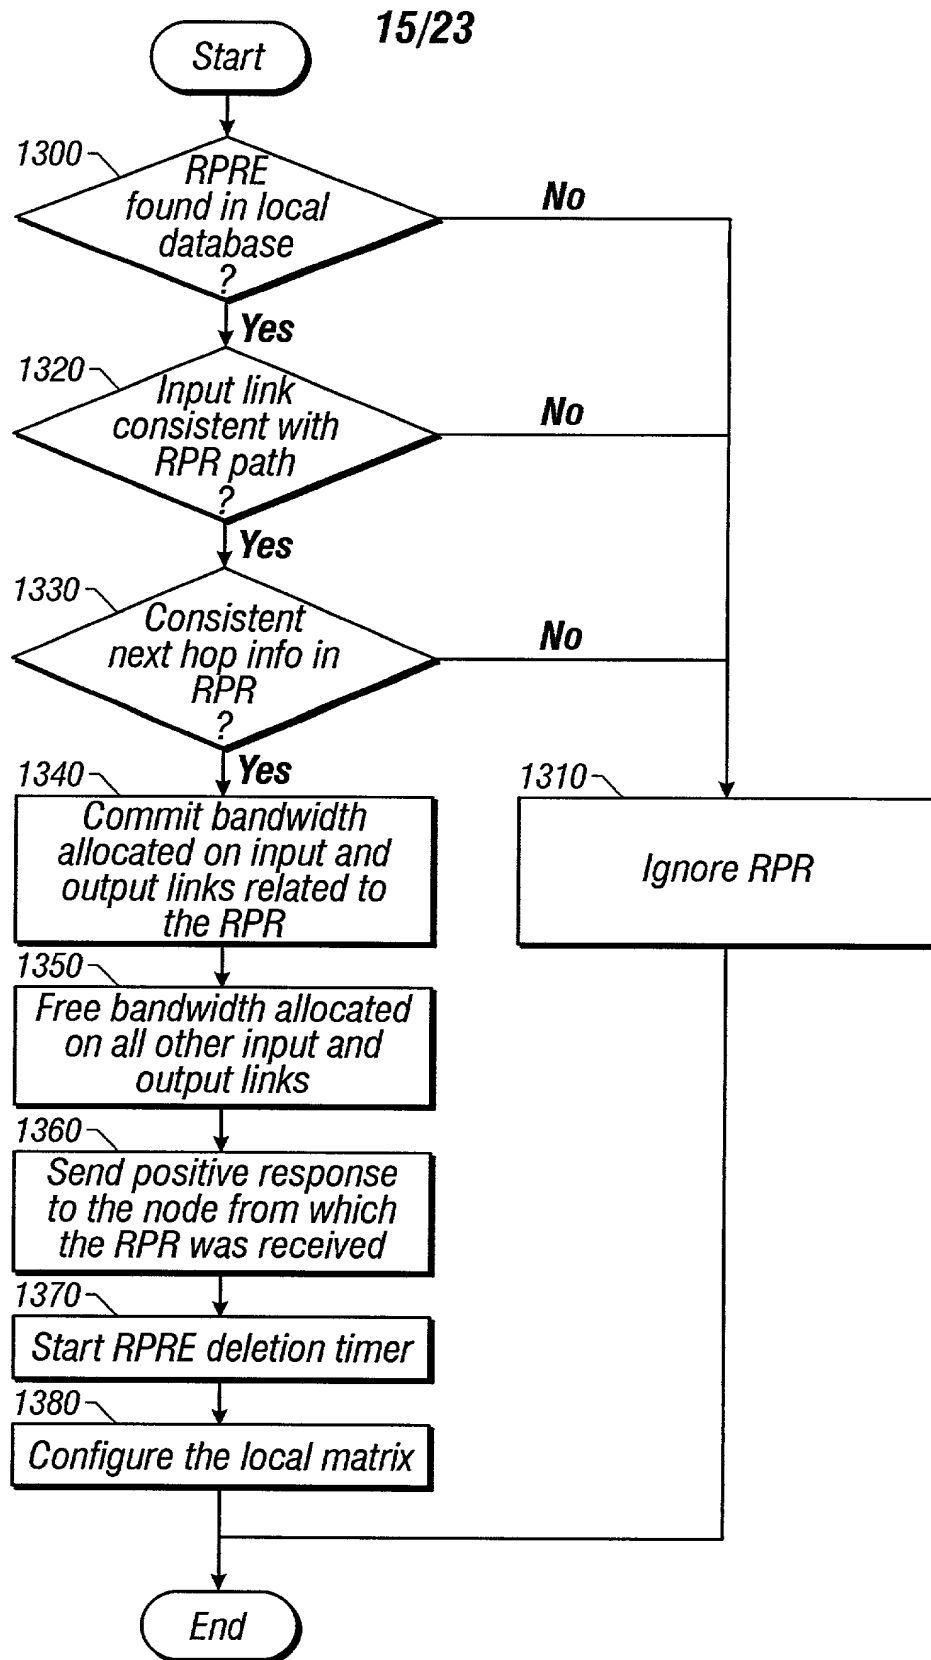 15/23
Start
1300
RPRE
found in local
database
?
No
Yes
1320
Input link
consistent with
RPR path
?
No
Yes
1330
Consistent
next hop info in
RPR
?
No
Yes
1340
Commit bandwidth
allocated on input and
output links related to
the RPR
1310
Ignore RPR
1350
Free bandwidth allocated
on all other input and
output links
1360
Send positive response
to the node from which
the RPR was received
1370
Start RPRE deletion timer
1380
Configure the local matrix
End